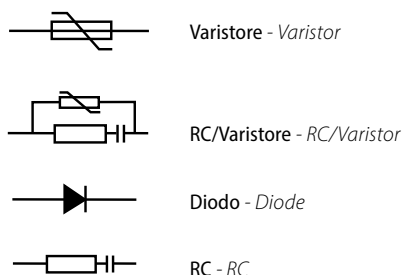 Varistore - Varistor
RC/Varistore - RC/Varistor
Diodo - Diode
RC - RC